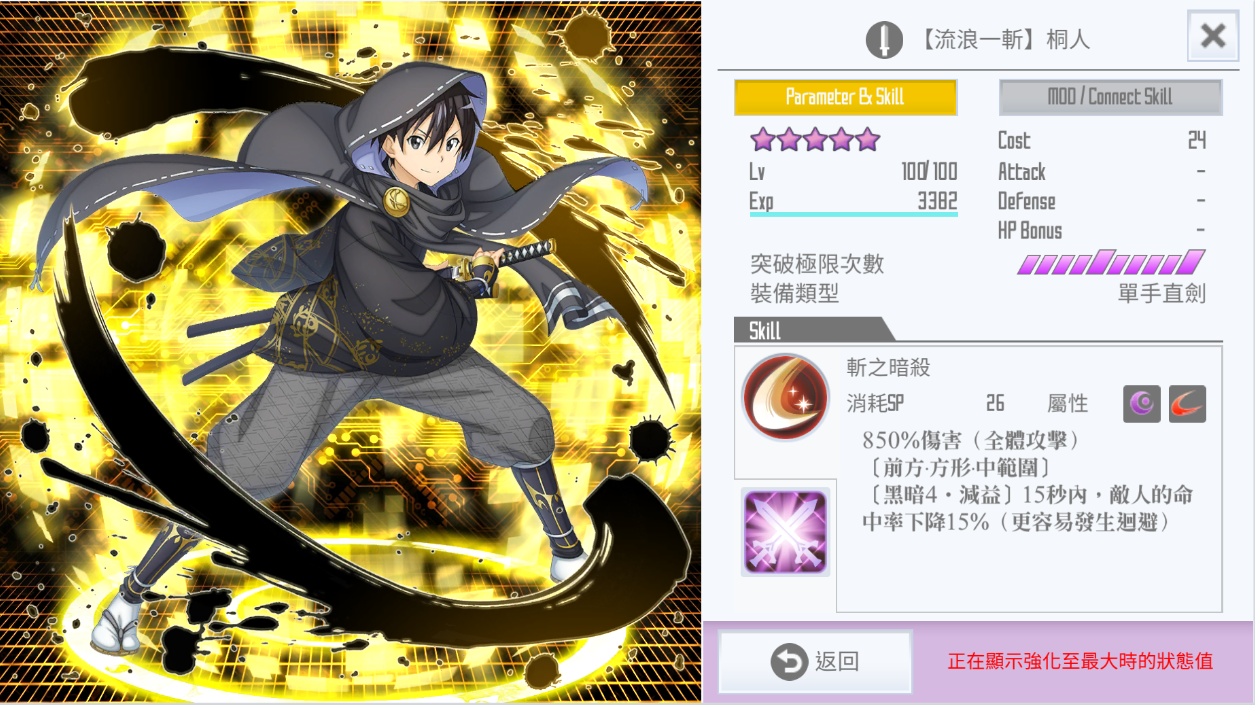 【流浪一斬】桐人
Parameter & Skill
MOD / Connect Skill
Lv 100/100
Exp 3382
Cost 24
Attack -
Defense -
HP Bonus -
突破極限次數
裝備類型 單手直劍
Skill
斬之暗殺
消耗SP 26 屬性
850%傷害（全體攻擊）
〔前方·方形·中範圍〕
〔黑暗4・減益〕15秒內，敵人的命
中率下降15%（更容易發生迴避）
返回
正在顯示強化至最大時的狀態值